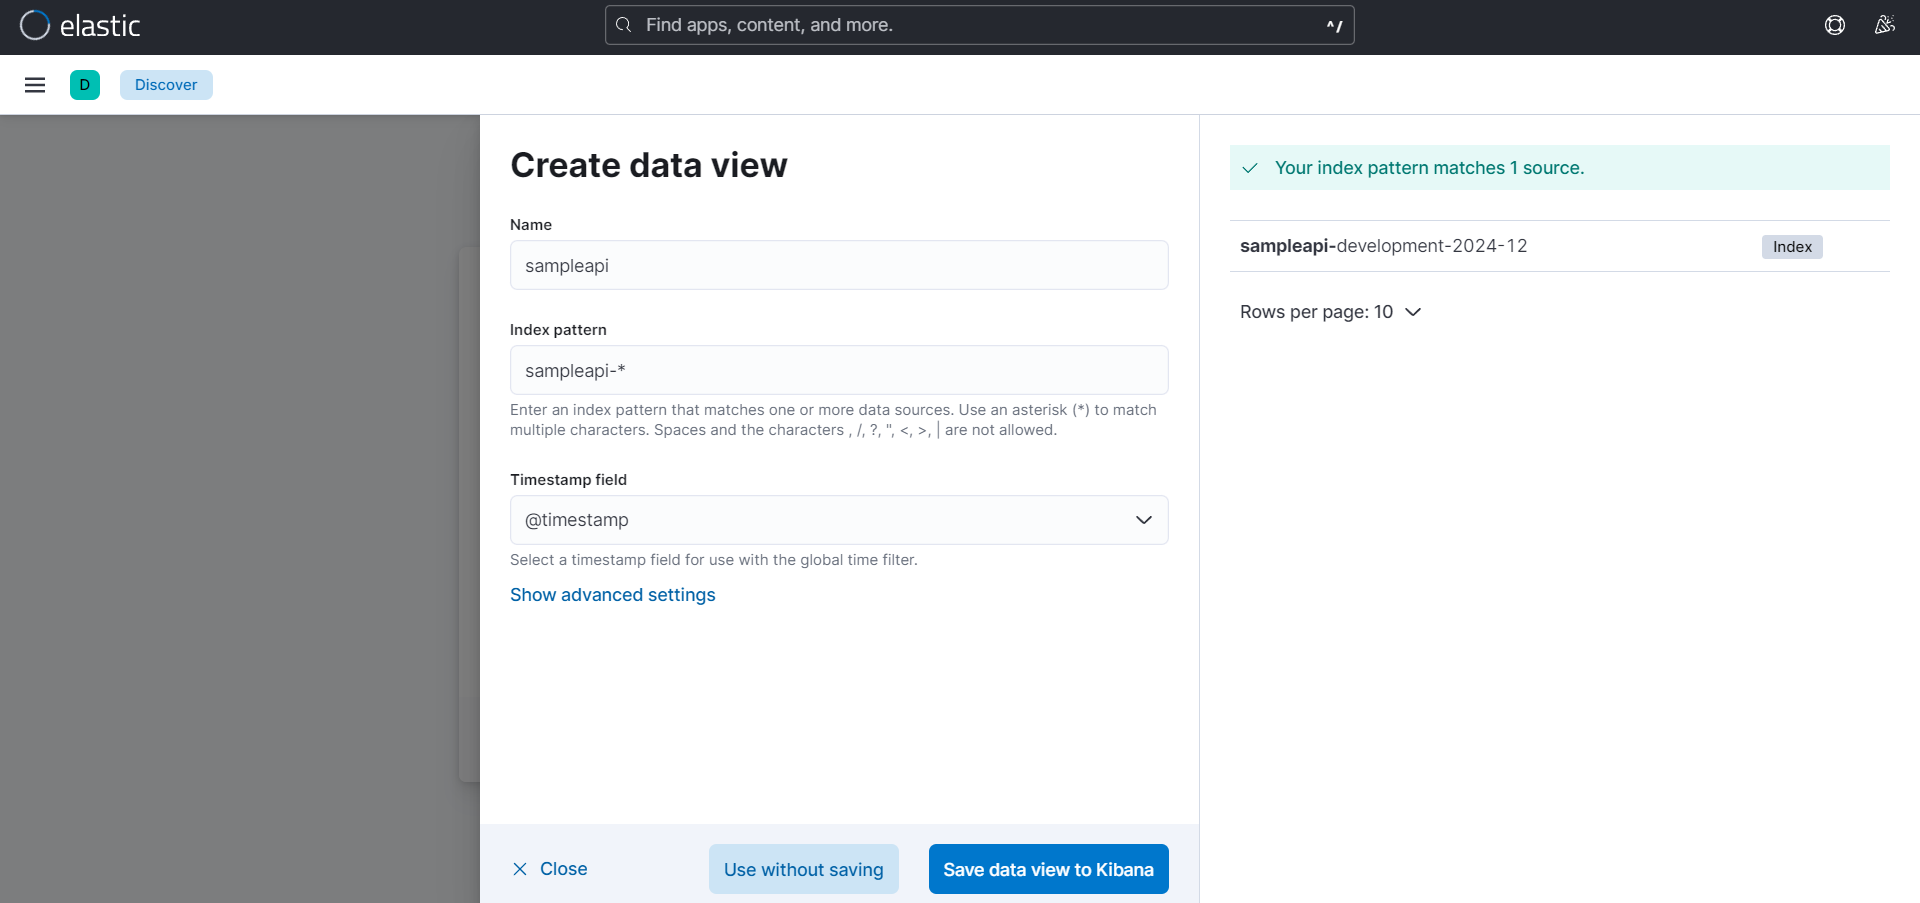 elastic
Find apps, content, and more.
^/
D
Discover
Create data view
Name
sampleapi
Index pattern
sampleapi-*
Enter an index pattern that matches one or more data sources. Use an asterisk (*) to match
multiple characters. Spaces and the characters , /, ?, ", <, >, | are not allowed.
Timestamp field
@timestamp
Select a timestamp field for use with the global time filter.
Show advanced settings
Close
Use without saving
Save data view to Kibana
Your index pattern matches 1 source.
sampleapi-development-2024-12
Index
Rows per page: 10